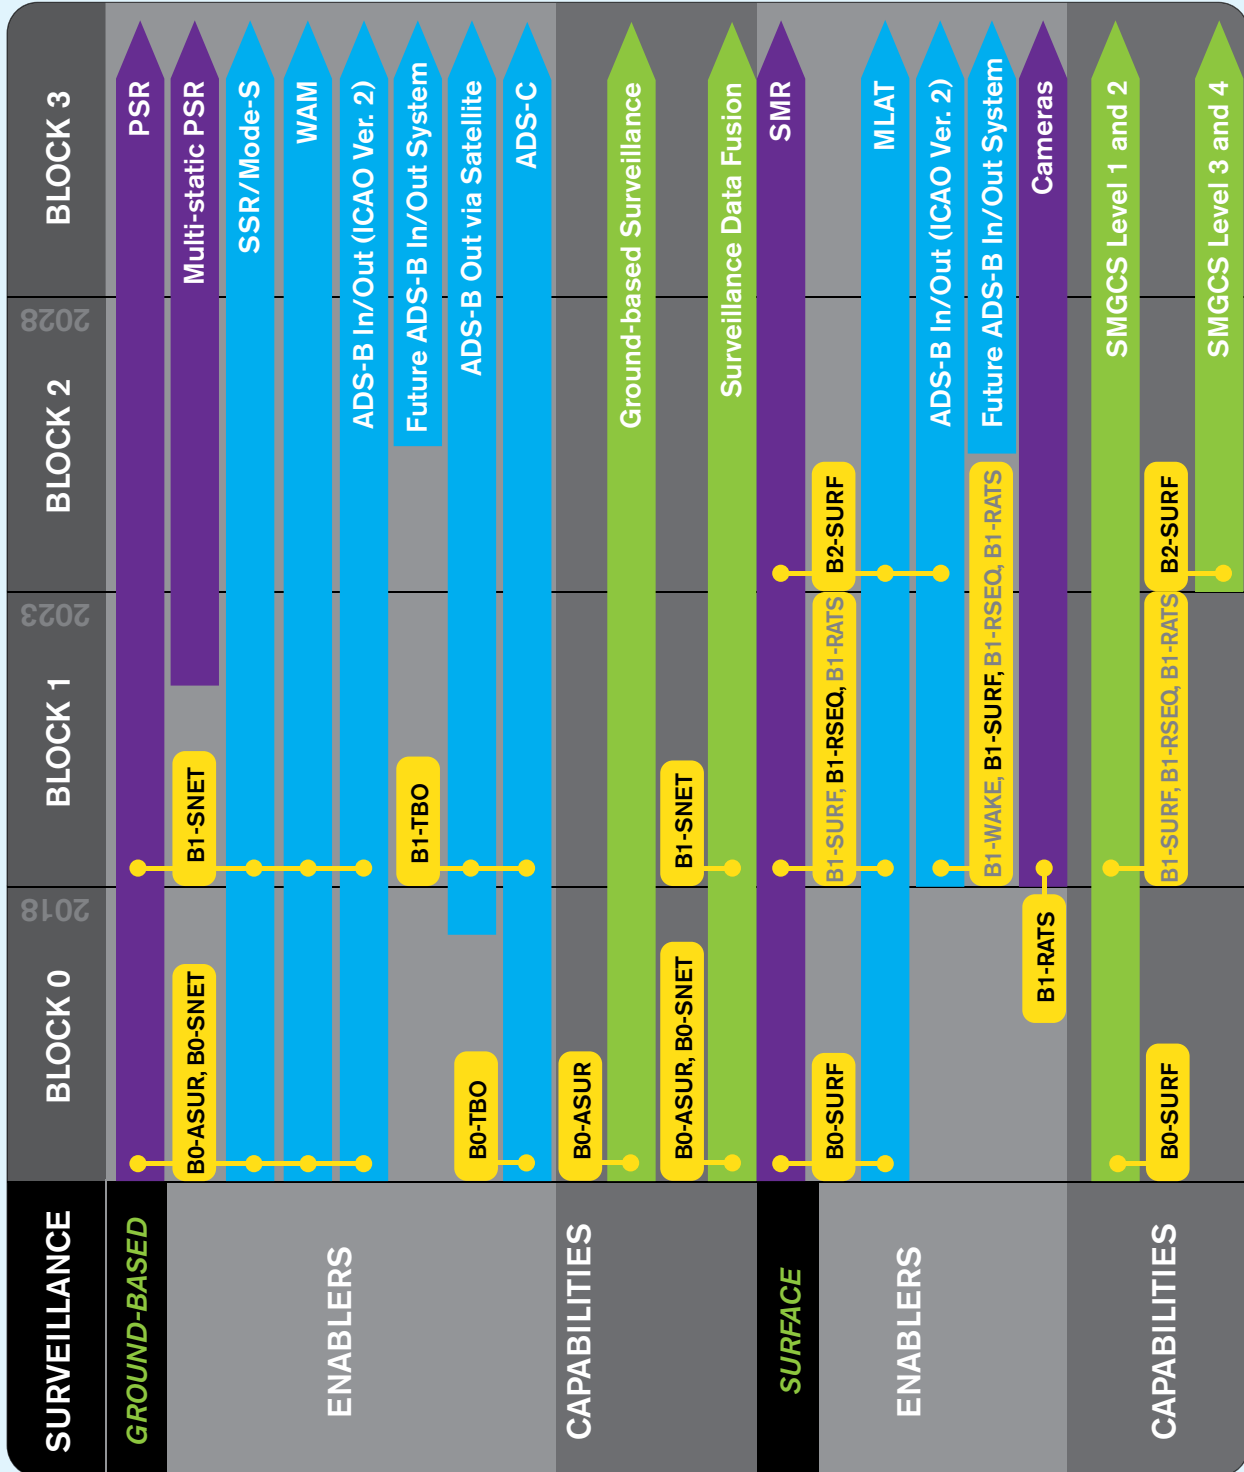 SURVEILLANCE
BLOCK 0
2018
BLOCK 1
2023
BLOCK 2
2028
BLOCK 3
GROUND-BASED
ENABLERS
PSR
B0-ASUR, B0-SNET
B1-SNET
Multi-static PSR
SSR/Mode-S
WAM
ADS-B In/Out (ICAO Ver. 2)
B1-TBO
Future ADS-B In/Out System
B0-TBO
ADS-B Out via Satellite
ADS-C
CAPABILITIES
B0-ASUR
Ground-based Surveillance
B0-ASUR, B0-SNET
B1-SNET
Surveillance Data Fusion
SURFACE
ENABLERS
SMR
B0-SURF
B1-SURF, B1-RSEQ, B1-RATS
B2-SURF
MLAT
ADS-B In/Out (ICAO Ver. 2)
B1-WAKE, B1-SURF, B1-RSEQ, B1-RATS
Future ADS-B In/Out System
B1-RATS
Cameras
CAPABILITIES
SMGCS Level 1 and 2
B0-SURF
B1-SURF, B1-RSEQ, B1-RATS
B2-SURF
SMGCS Level 3 and 4